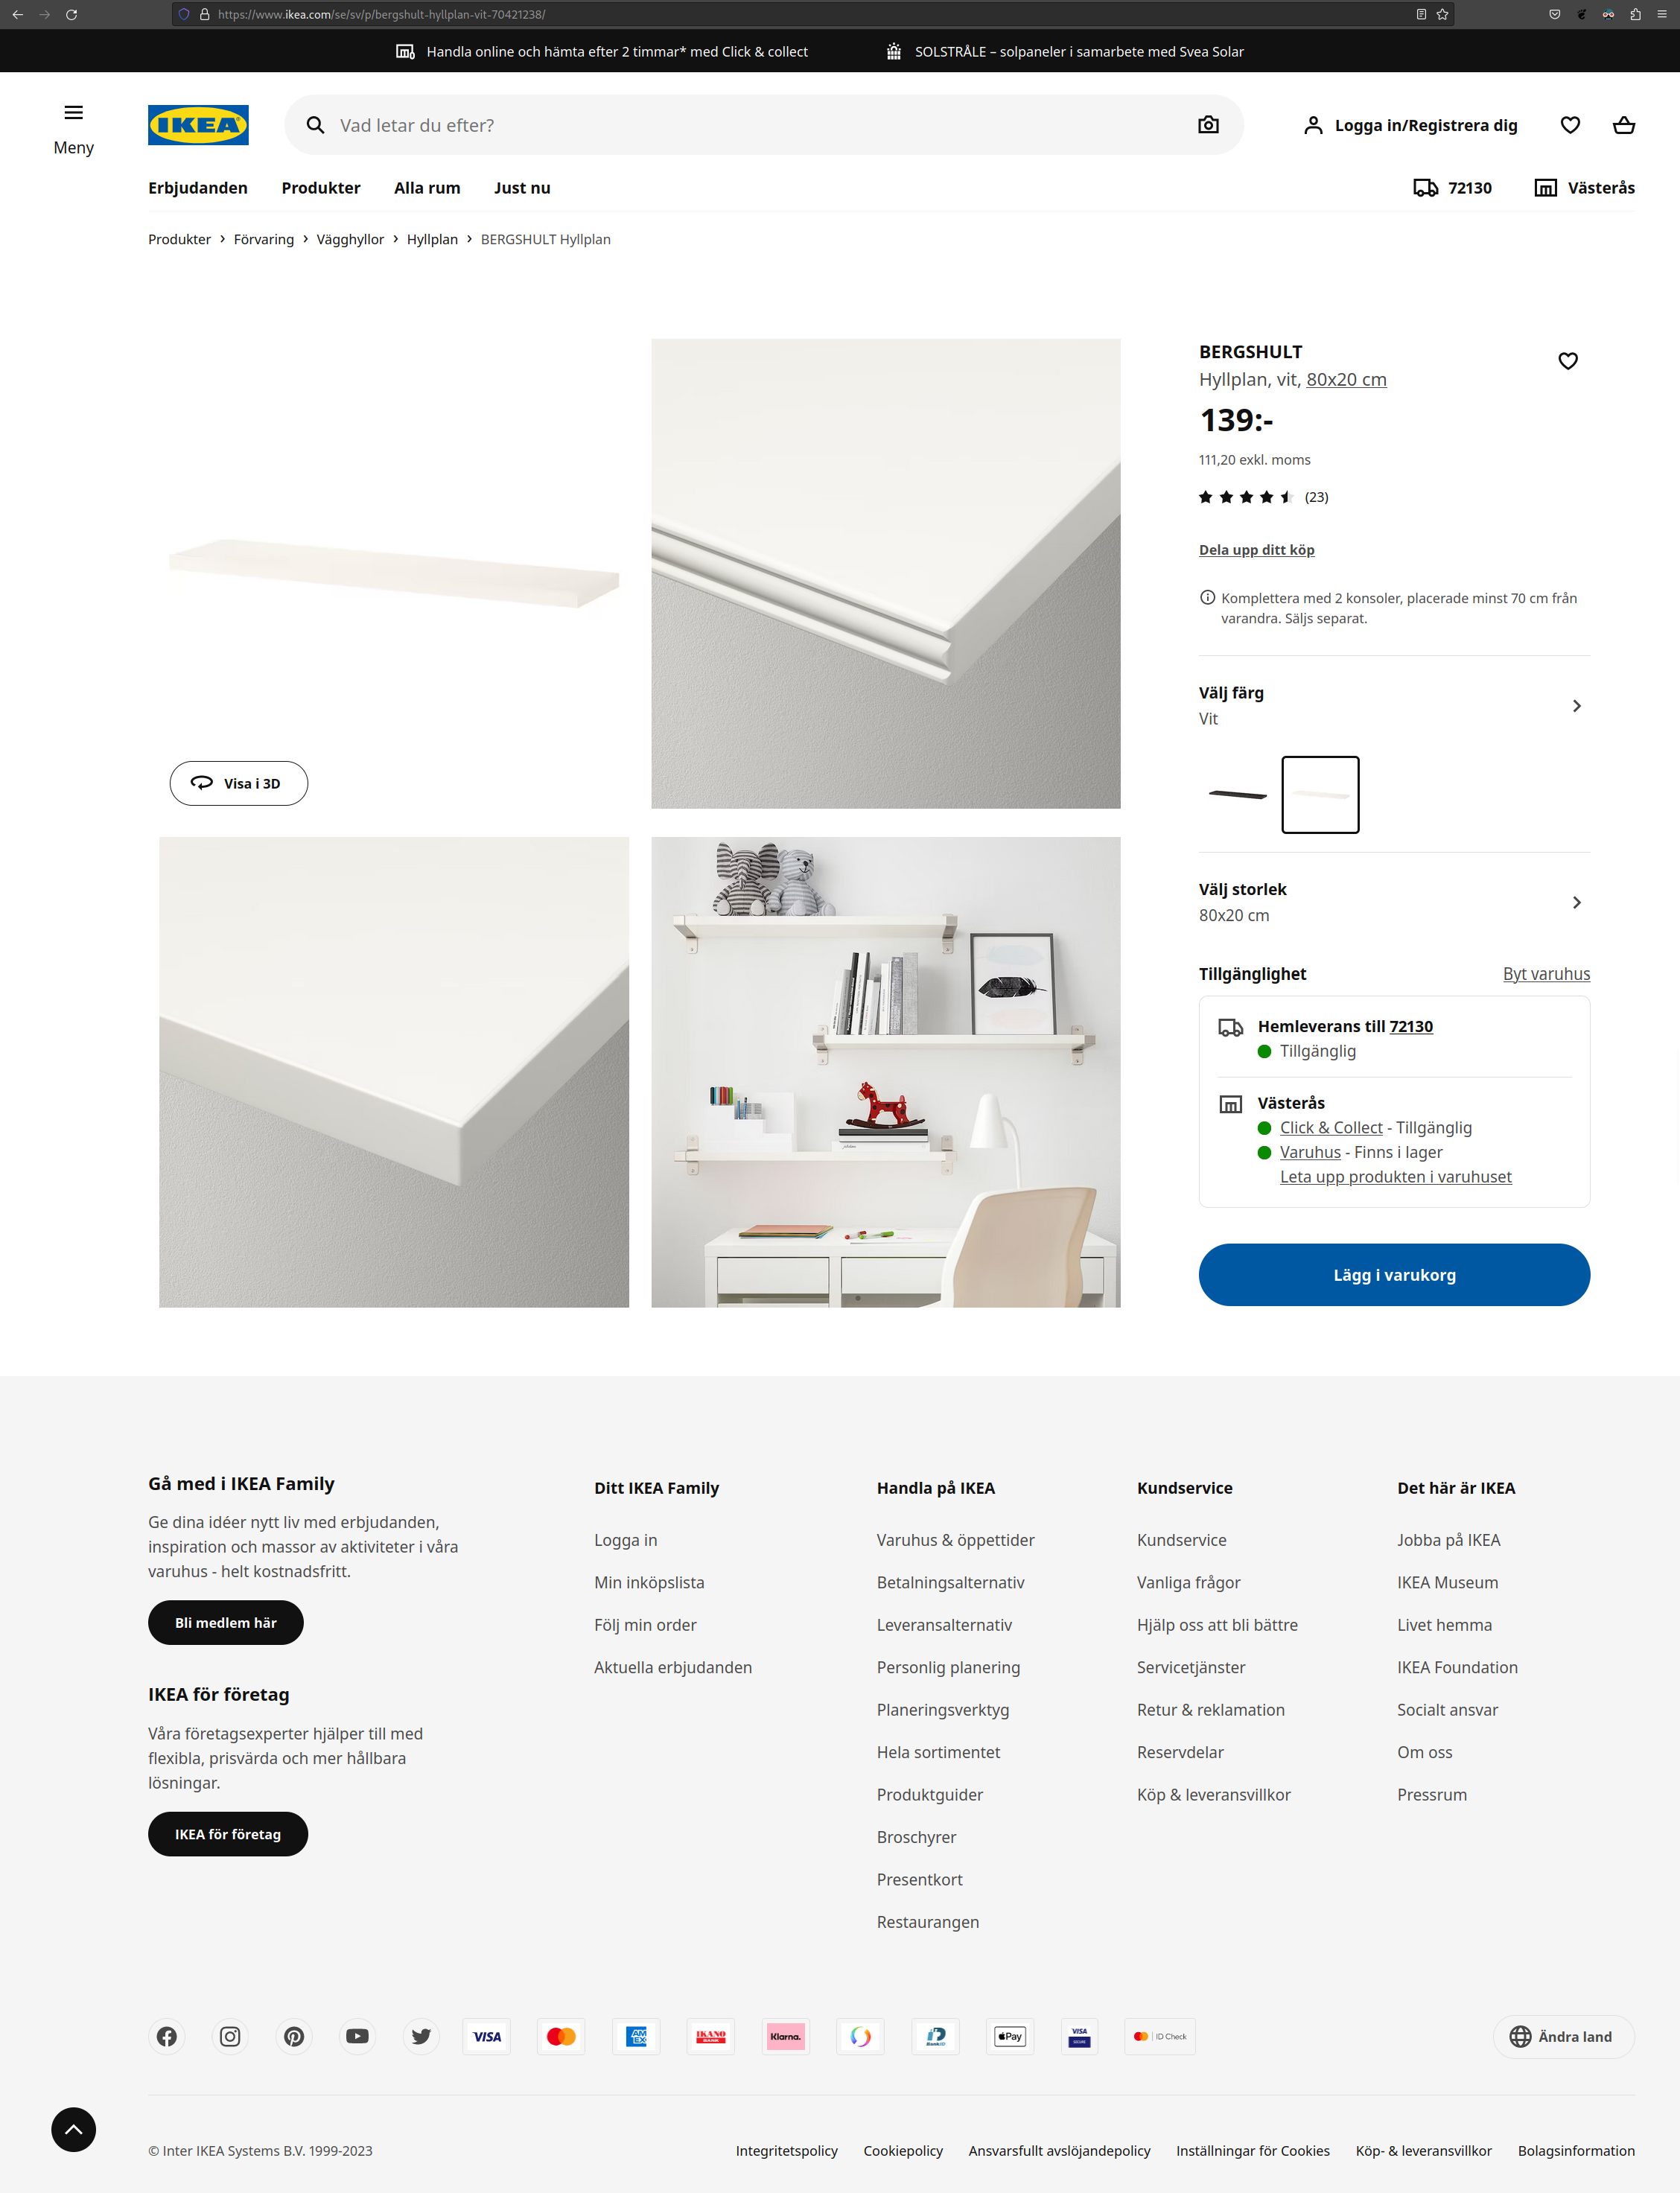 https://www.ikea.com/se/sv/p/bergshult-hyllplan-vit-70421238/
Handla online och hämta efter 2 timmar* med Click & collect
SOLSTRÅLE – solpaneler i samarbete med Svea Solar
Meny
IKEA
Vad letar du efter?
Logga in/Registrera dig
Erbjudanden
Produkter
Alla rum
Just nu
72130
Västerås
Produkter > Förvaring > Vägghyllor > Hyllplan > BERGSHULT Hyllplan
BERGSHULT
Hyllplan, vit, 80x20 cm
139:-
111,20 exkl. moms
(23)
Dela upp ditt köp
Komplettera med 2 konsoler, placerade minst 70 cm från
varandra. Säljs separat.
Visa i 3D
Välj färg
Vit
Välj storlek
80x20 cm
Tillgänglighet
Byt varuhus
Hemleverans till 72130
Tillgänglig
Västerås
Click & Collect - Tillgänglig
Varuhus - Finns i lager
Leta upp produkten i varuhuset
Lägg i varukorg
Gå med i IKEA Family
Ge dina idéer nytt liv med erbjudanden,
inspiration och massor av aktiviteter i våra
varuhus - helt kostnadsfritt.
Bli medlem här
IKEA för företag
Våra företagsexperter hjälper till med
flexibla, prisvärda och mer hållbara
lösningar.
IKEA för företag
Ditt IKEA Family
Logga in
Min inköpslista
Följ min order
Aktuella erbjudanden
Handla på IKEA
Varuhus & öppettider
Betalningsalternativ
Leveransalternativ
Personlig planering
Planeringsverktyg
Hela sortimentet
Produktguider
Broschyrer
Presentkort
Restaurangen
Kundservice
Kundservice
Vanliga frågor
Hjälp oss att bli bättre
Servicetjänster
Retur & reklamation
Reservdelar
Köp & leveransvillkor
Det här är IKEA
Jobba på IKEA
IKEA Museum
Livet hemma
IKEA Foundation
Socialt ansvar
Om oss
Pressrum
VISA
AMEX
IKANO BANK
Klarna.
BankID
Pay
VISA SECURE
ID Check
Ändra land
© Inter IKEA Systems B.V. 1999-2023
Integritetspolicy
Cookiepolicy
Ansvarsfullt avslöjandepolicy
Inställningar för Cookies
Köp- & leveransvillkor
Bolagsinformation